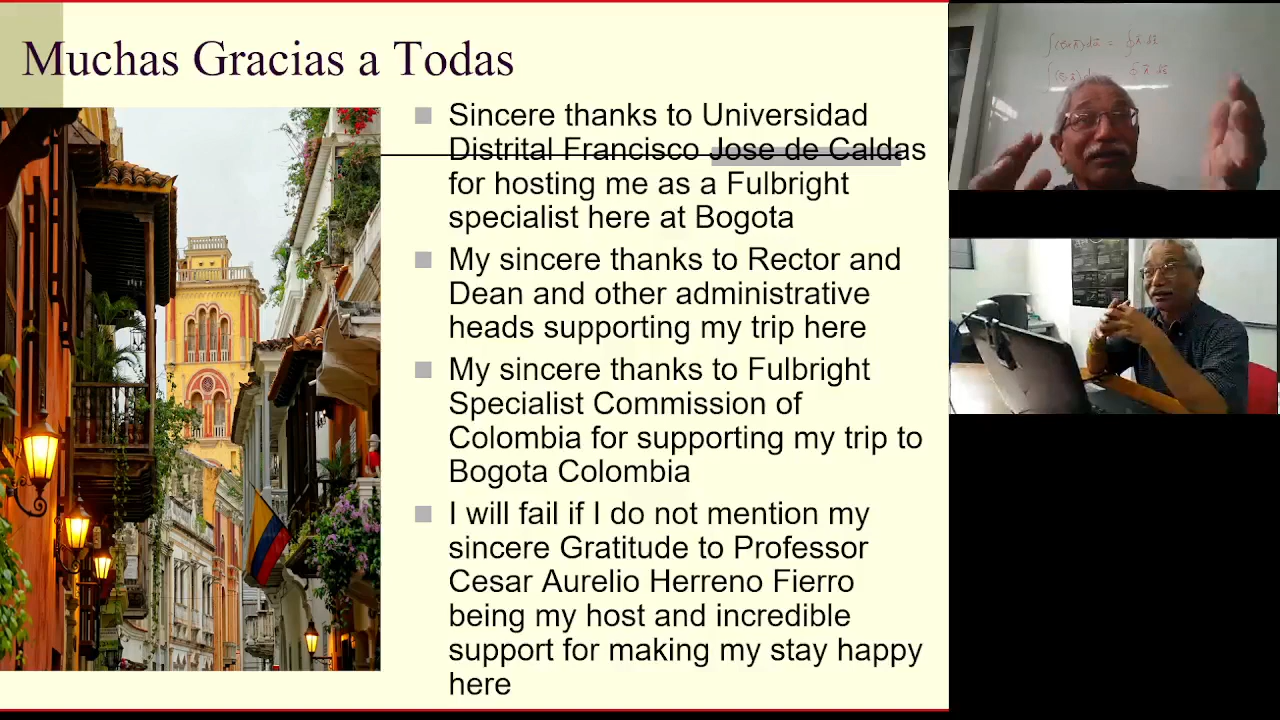 Muchas Gracias a Todas
Sincere thanks to Universidad
Distrital Francisco Jose de Caldas
for hosting me as a Fulbright
specialist here at Bogota
My sincere thanks to Rector and
Dean and other administrative
heads supporting my trip here
My sincere thanks to Fulbright
Specialist Commission of
Colombia for supporting my trip to
Bogota Colombia
I will fail if I do not mention my
sincere Gratitude to Professor
Cesar Aurelio Herreno Fierro
being my host and incredible
support for making my stay happy
here